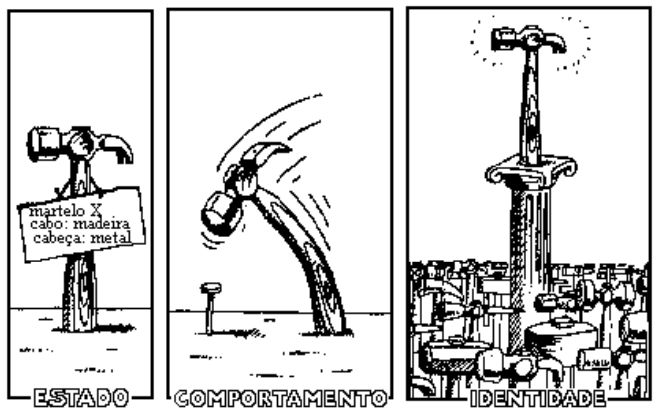 martelo X
cabo: madeira
cabeça: metal
ESTADO
COMPORTAMENTO
IDENTIDADE